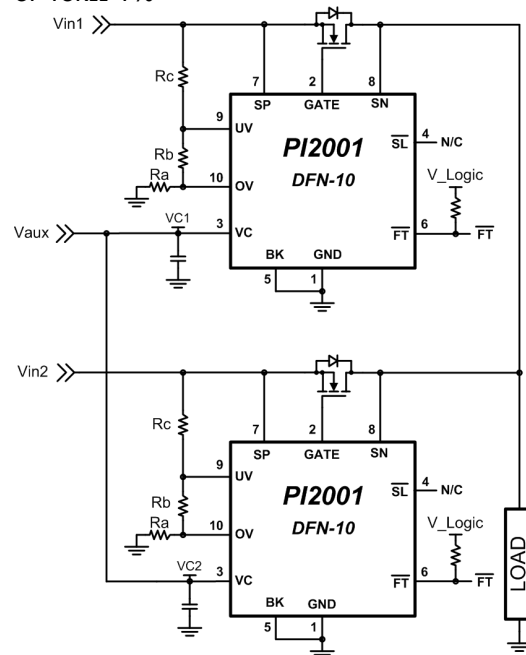 Vin1
Rc
7
2
8
SP
GATE
SN
9
UV
PI2001
SL
4
N/C
Rb
DFN-10
V_Logic
Ra
10
OV
Vaux
VC1
3
VC
FT
6
FT
BK
GND
5
1
Vin2
Rc
7
2
8
SP
GATE
SN
9
UV
PI2001
SL
4
N/C
Rb
DFN-10
V_Logic
Ra
10
OV
LOAD
VC2
3
VC
FT
6
FT
BK
GND
5
1